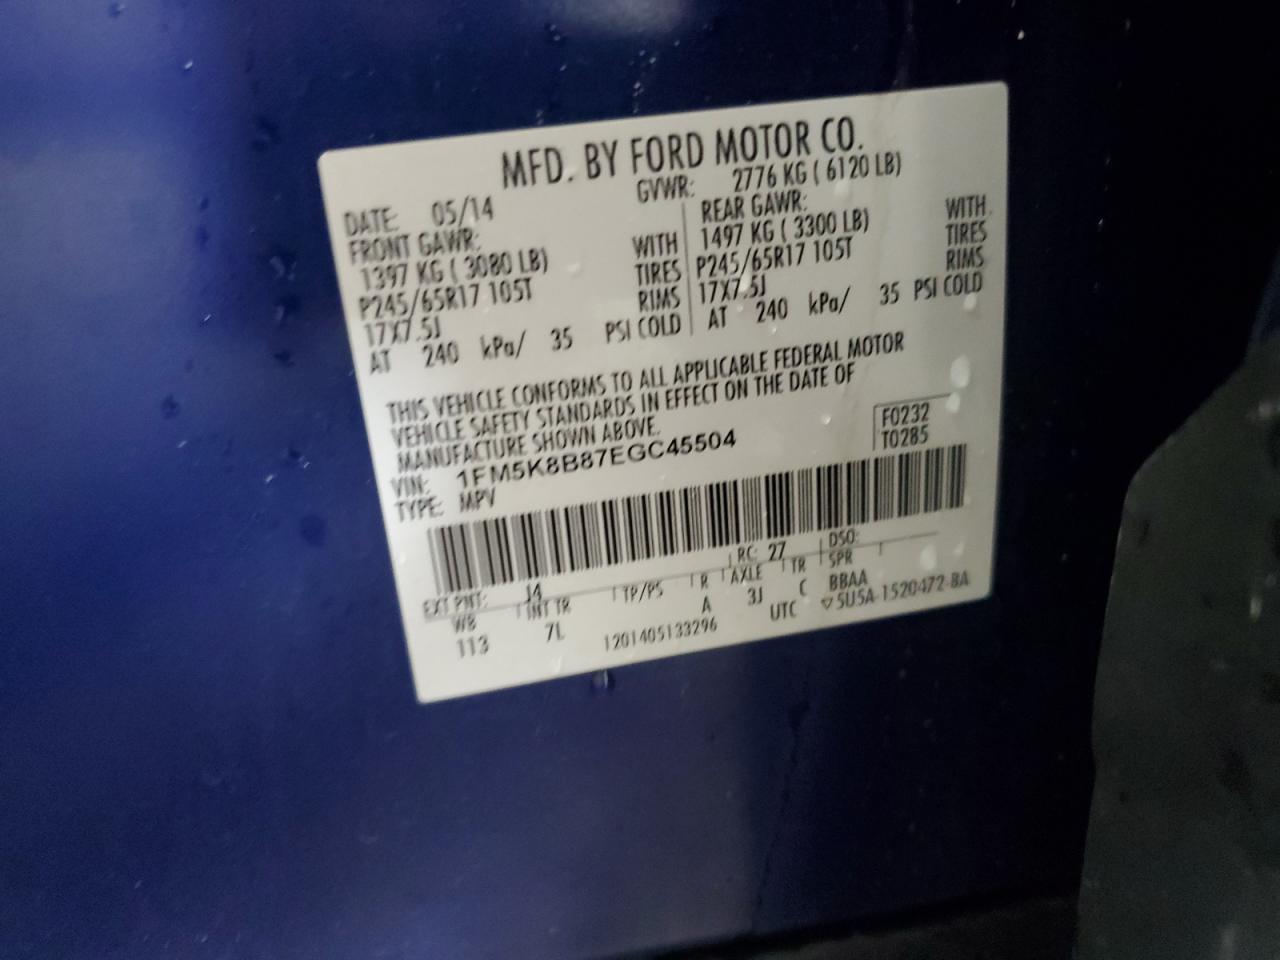 MFD. BY FORD MOTOR CO.
DATE: 05/14 GVWR: 2776 KG ( 6120 LB)
FRONT GAWR: REAR GAWR:
1397 KG ( 3080 LB) WITH 1497 KG ( 3300 LB) WITH
P245/65R17 105T TIRES P245/65R17 105T TIRES
17X7.5J RIMS 17X7.5J RIMS
AT 240 kPa/ 35 PSI COLD AT 240 kPa/ 35 PSI COLD
THIS VEHICLE CONFORMS TO ALL APPLICABLE FEDERAL MOTOR
VEHICLE SAFETY STANDARDS IN EFFECT ON THE DATE OF
MANUFACTURE SHOWN ABOVE.
VIN: 1FM5K8B87EGC45504 F0232
TYPE: MPV T0285
EXT PNT: J4 RC: 27 DSO:
WB INT TR TP/PS R AXLE TR SPR
113 7L A 3J C BBAA
1201405133296 UTC ▽5U5A-1520472-BA